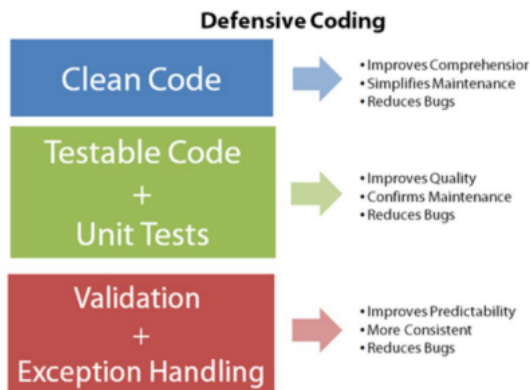 Defensive Coding
Clean Code
• Improves Comprehension
• Simplifies Maintenance
• Reduces Bugs
Testable Code
+
Unit Tests
• Improves Quality
• Confirms Maintenance
• Reduces Bugs
Validation
+
Exception Handling
• Improves Predictability
• More Consistent
• Reduces Bugs